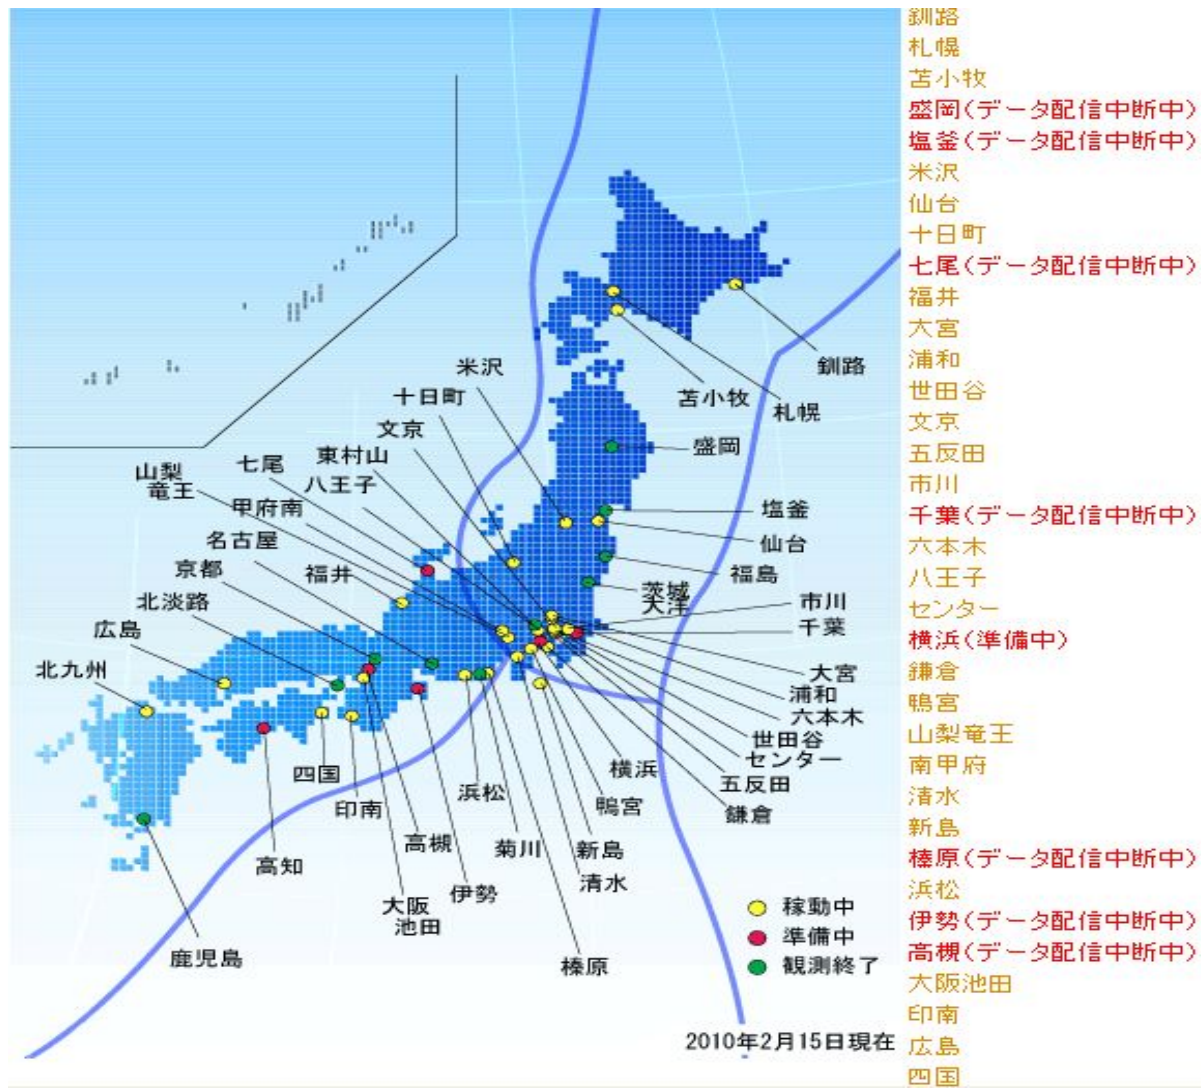 米沢
十日町
文京
七尾
東村山
八王子
山梨
竜王
甲府南
名古屋
京都
福井
北淡路
広島
北九州
釧路
苫小牧
札幌
盛岡
塩釜
仙台
福島
茨城
大洋
市川
千葉
大宮
浦和
六本木
世田谷
センター
五反田
鎌倉
横浜
鴨宮
新島
清水
菊川
浜松
榛原
伊勢
高槻
大阪
池田
印南
四国
高知
鹿児島
稼動中
準備中
観測終了
2010年2月15日現在
釧路
札幌
苫小牧
盛岡(データ配信中断中)
塩釜(データ配信中断中)
米沢
仙台
十日町
七尾(データ配信中断中)
福井
大宮
浦和
世田谷
文京
五反田
市川
千葉(データ配信中断中)
六本木
八王子
センター
横浜(準備中)
鎌倉
鴨宮
山梨竜王
南甲府
清水
新島
榛原(データ配信中断中)
浜松
伊勢(データ配信中断中)
高槻(データ配信中断中)
大阪池田
印南
広島
四国